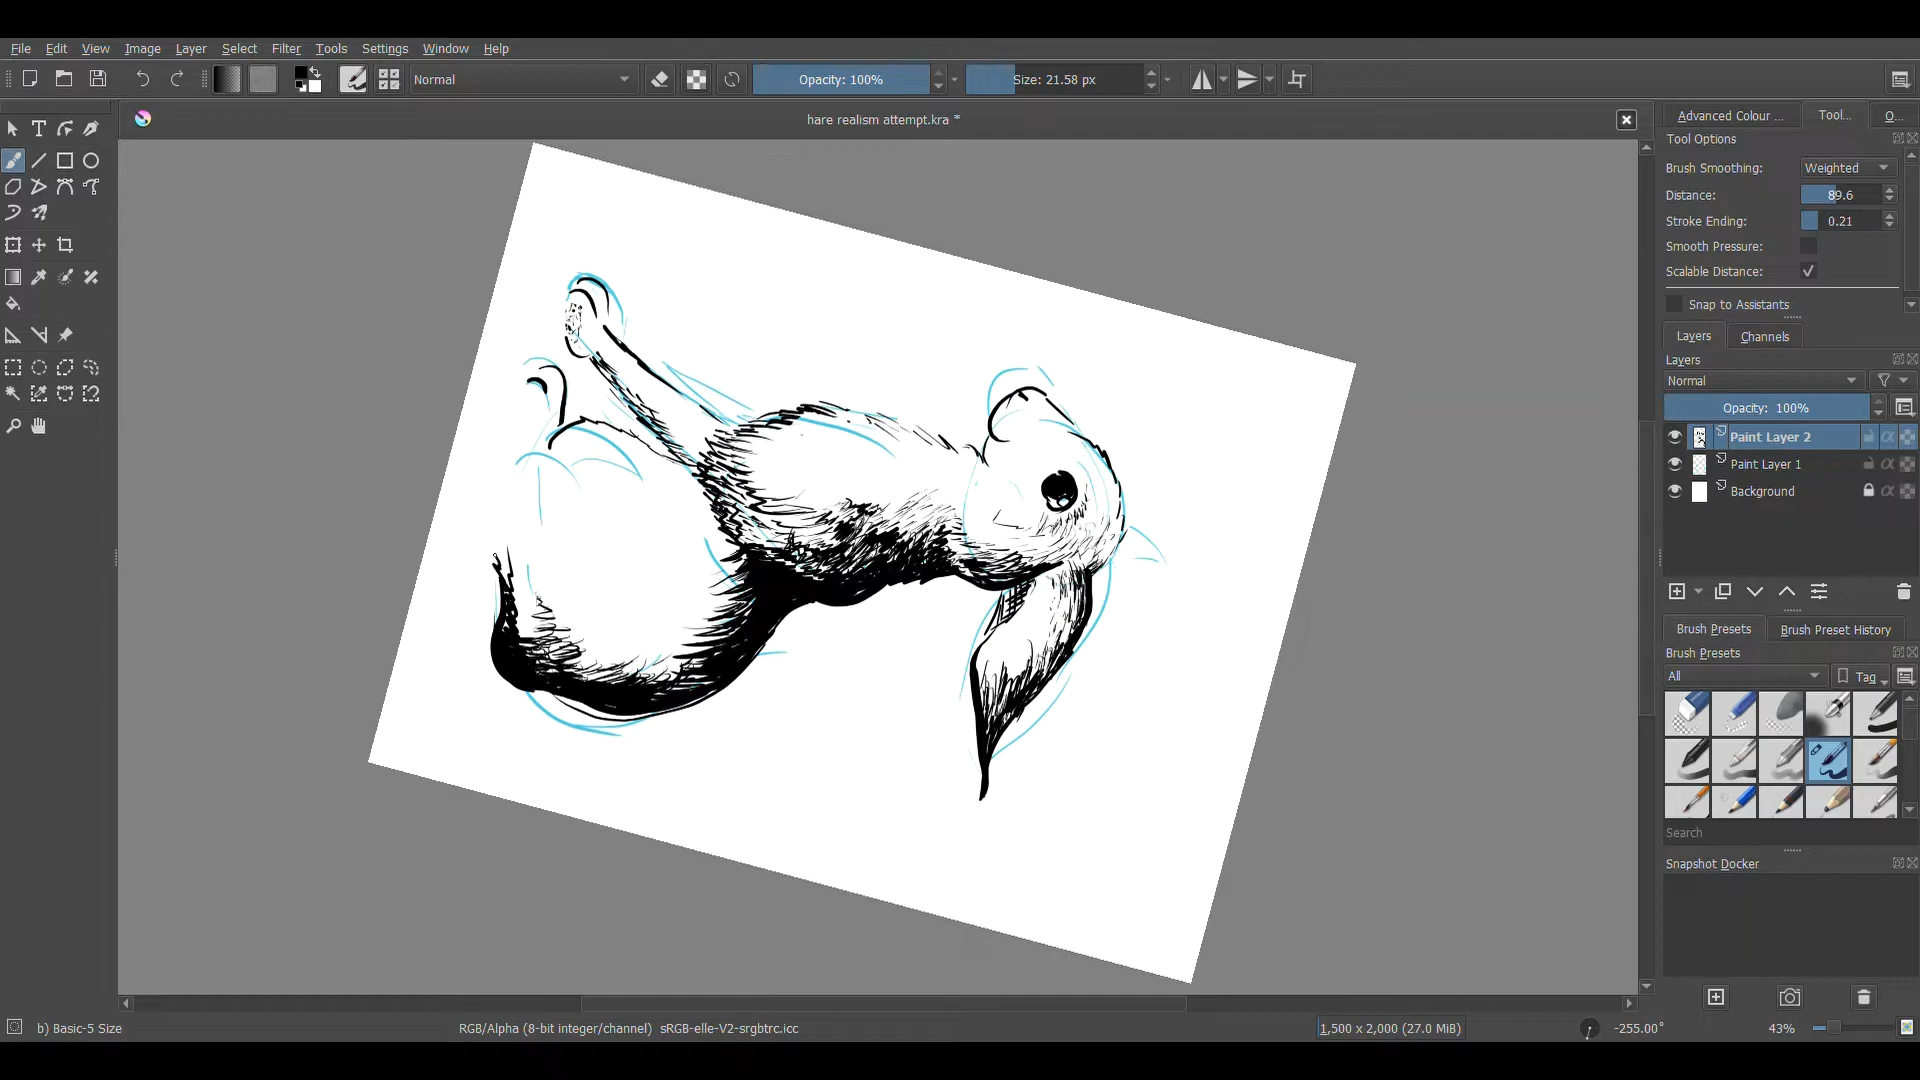 File Edit View Image Layer Select Filter Tools Settings Window Help
Normal Opacity: 100% Size: 21.58 px
hare realism attempt.kra *
Advanced Colour ... Tool... O...
Tool Options
Brush Smoothing: Weighted
Distance: 89.6
Stroke Ending: 0.21
Smooth Pressure:
Scalable Distance:
Snap to Assistants
Layers Channels
Layers
Normal
Opacity: 100%
Paint Layer 2
Paint Layer 1
Background
Brush Presets Brush Preset History
Brush Presets
All Tag
Search
Snapshot Docker
b) Basic-5 Size RGB/Alpha (8-bit integer/channel) sRGB-elle-V2-srgbtrc.icc 1,500 x 2,000 (27.0 MiB) -255.00° 43%